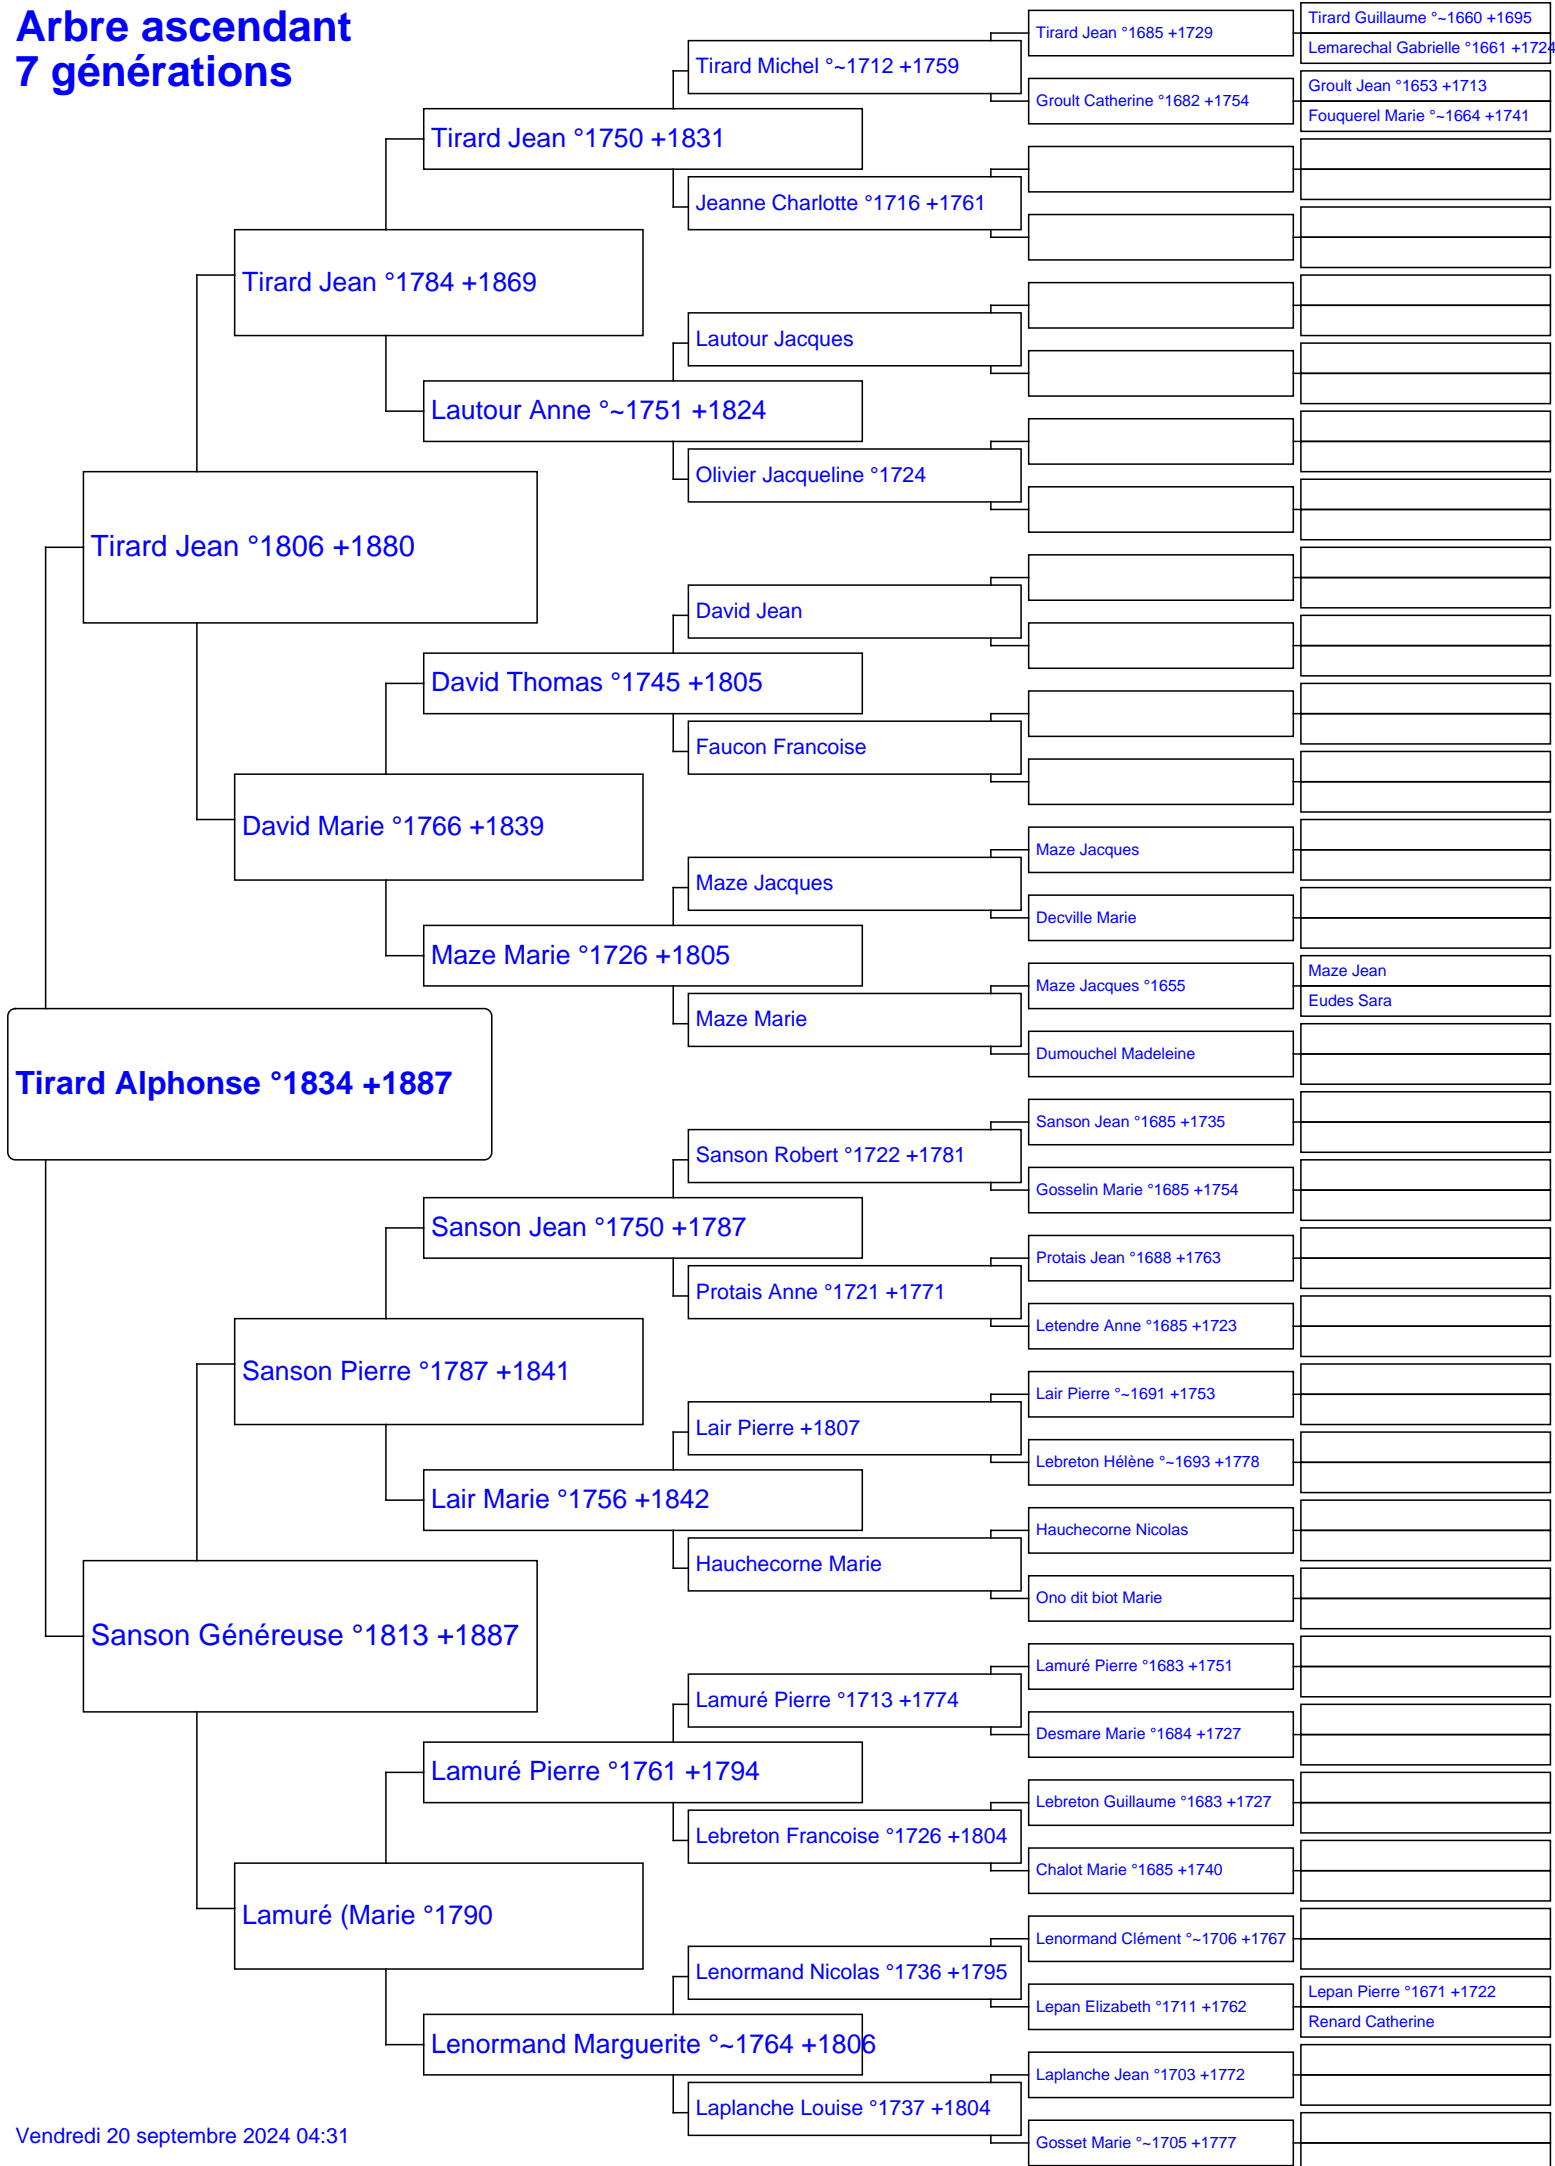 Arbre ascendant
7 générations
Tirard Guillaume °~1660 +1695
Tirard Jean °1685 +1729
Lemarechal Gabrielle °1661 +1724
Tirard Michel °~1712 +1759
Groult Jean °1653 +1713
Groult Catherine °1682 +1754
Fouquerel Marie °~1664 +1741
Tirard Jean °1750 +1831
Jeanne Charlotte °1716 +1761
Tirard Jean °1784 +1869
Lautour Jacques
Lautour Anne °~1751 +1824
Olivier Jacqueline °1724
Tirard Jean °1806 +1880
David Jean
David Thomas °1745 +1805
Faucon Francoise
David Marie °1766 +1839
Maze Jacques
Maze Jacques
Decville Marie
Maze Marie °1726 +1805
Maze Jean
Maze Jacques °1655
Eudes Sara
Maze Marie
Dumouchel Madeleine
Tirard Alphonse °1834 +1887
Sanson Jean °1685 +1735
Sanson Robert °1722 +1781
Gosselin Marie °1685 +1754
Sanson Jean °1750 +1787
Protais Jean °1688 +1763
Protais Anne °1721 +1771
Letendre Anne °1685 +1723
Sanson Pierre °1787 +1841
Lair Pierre °~1691 +1753
Lair Pierre +1807
Lebreton Hélène °~1693 +1778
Lair Marie °1756 +1842
Hauchecorne Nicolas
Hauchecorne Marie
Ono dit biot Marie
Sanson Généreuse °1813 +1887
Lamuré Pierre °1683 +1751
Lamuré Pierre °1713 +1774
Desmare Marie °1684 +1727
Lamuré Pierre °1761 +1794
Lebreton Guillaume °1683 +1727
Lebreton Francoise °1726 +1804
Chalot Marie °1685 +1740
Lamuré (Marie °1790
Lenormand Clément °~1706 +1767
Lenormand Nicolas °1736 +1795
Lepan Pierre °1671 +1722
Lepan Elizabeth °1711 +1762
Renard Catherine
Lenormand Marguerite °~1764 +1806
Laplanche Jean °1703 +1772
Laplanche Louise °1737 +1804
Gosset Marie °~1705 +1777
Vendredi 20 septembre 2024 04:31